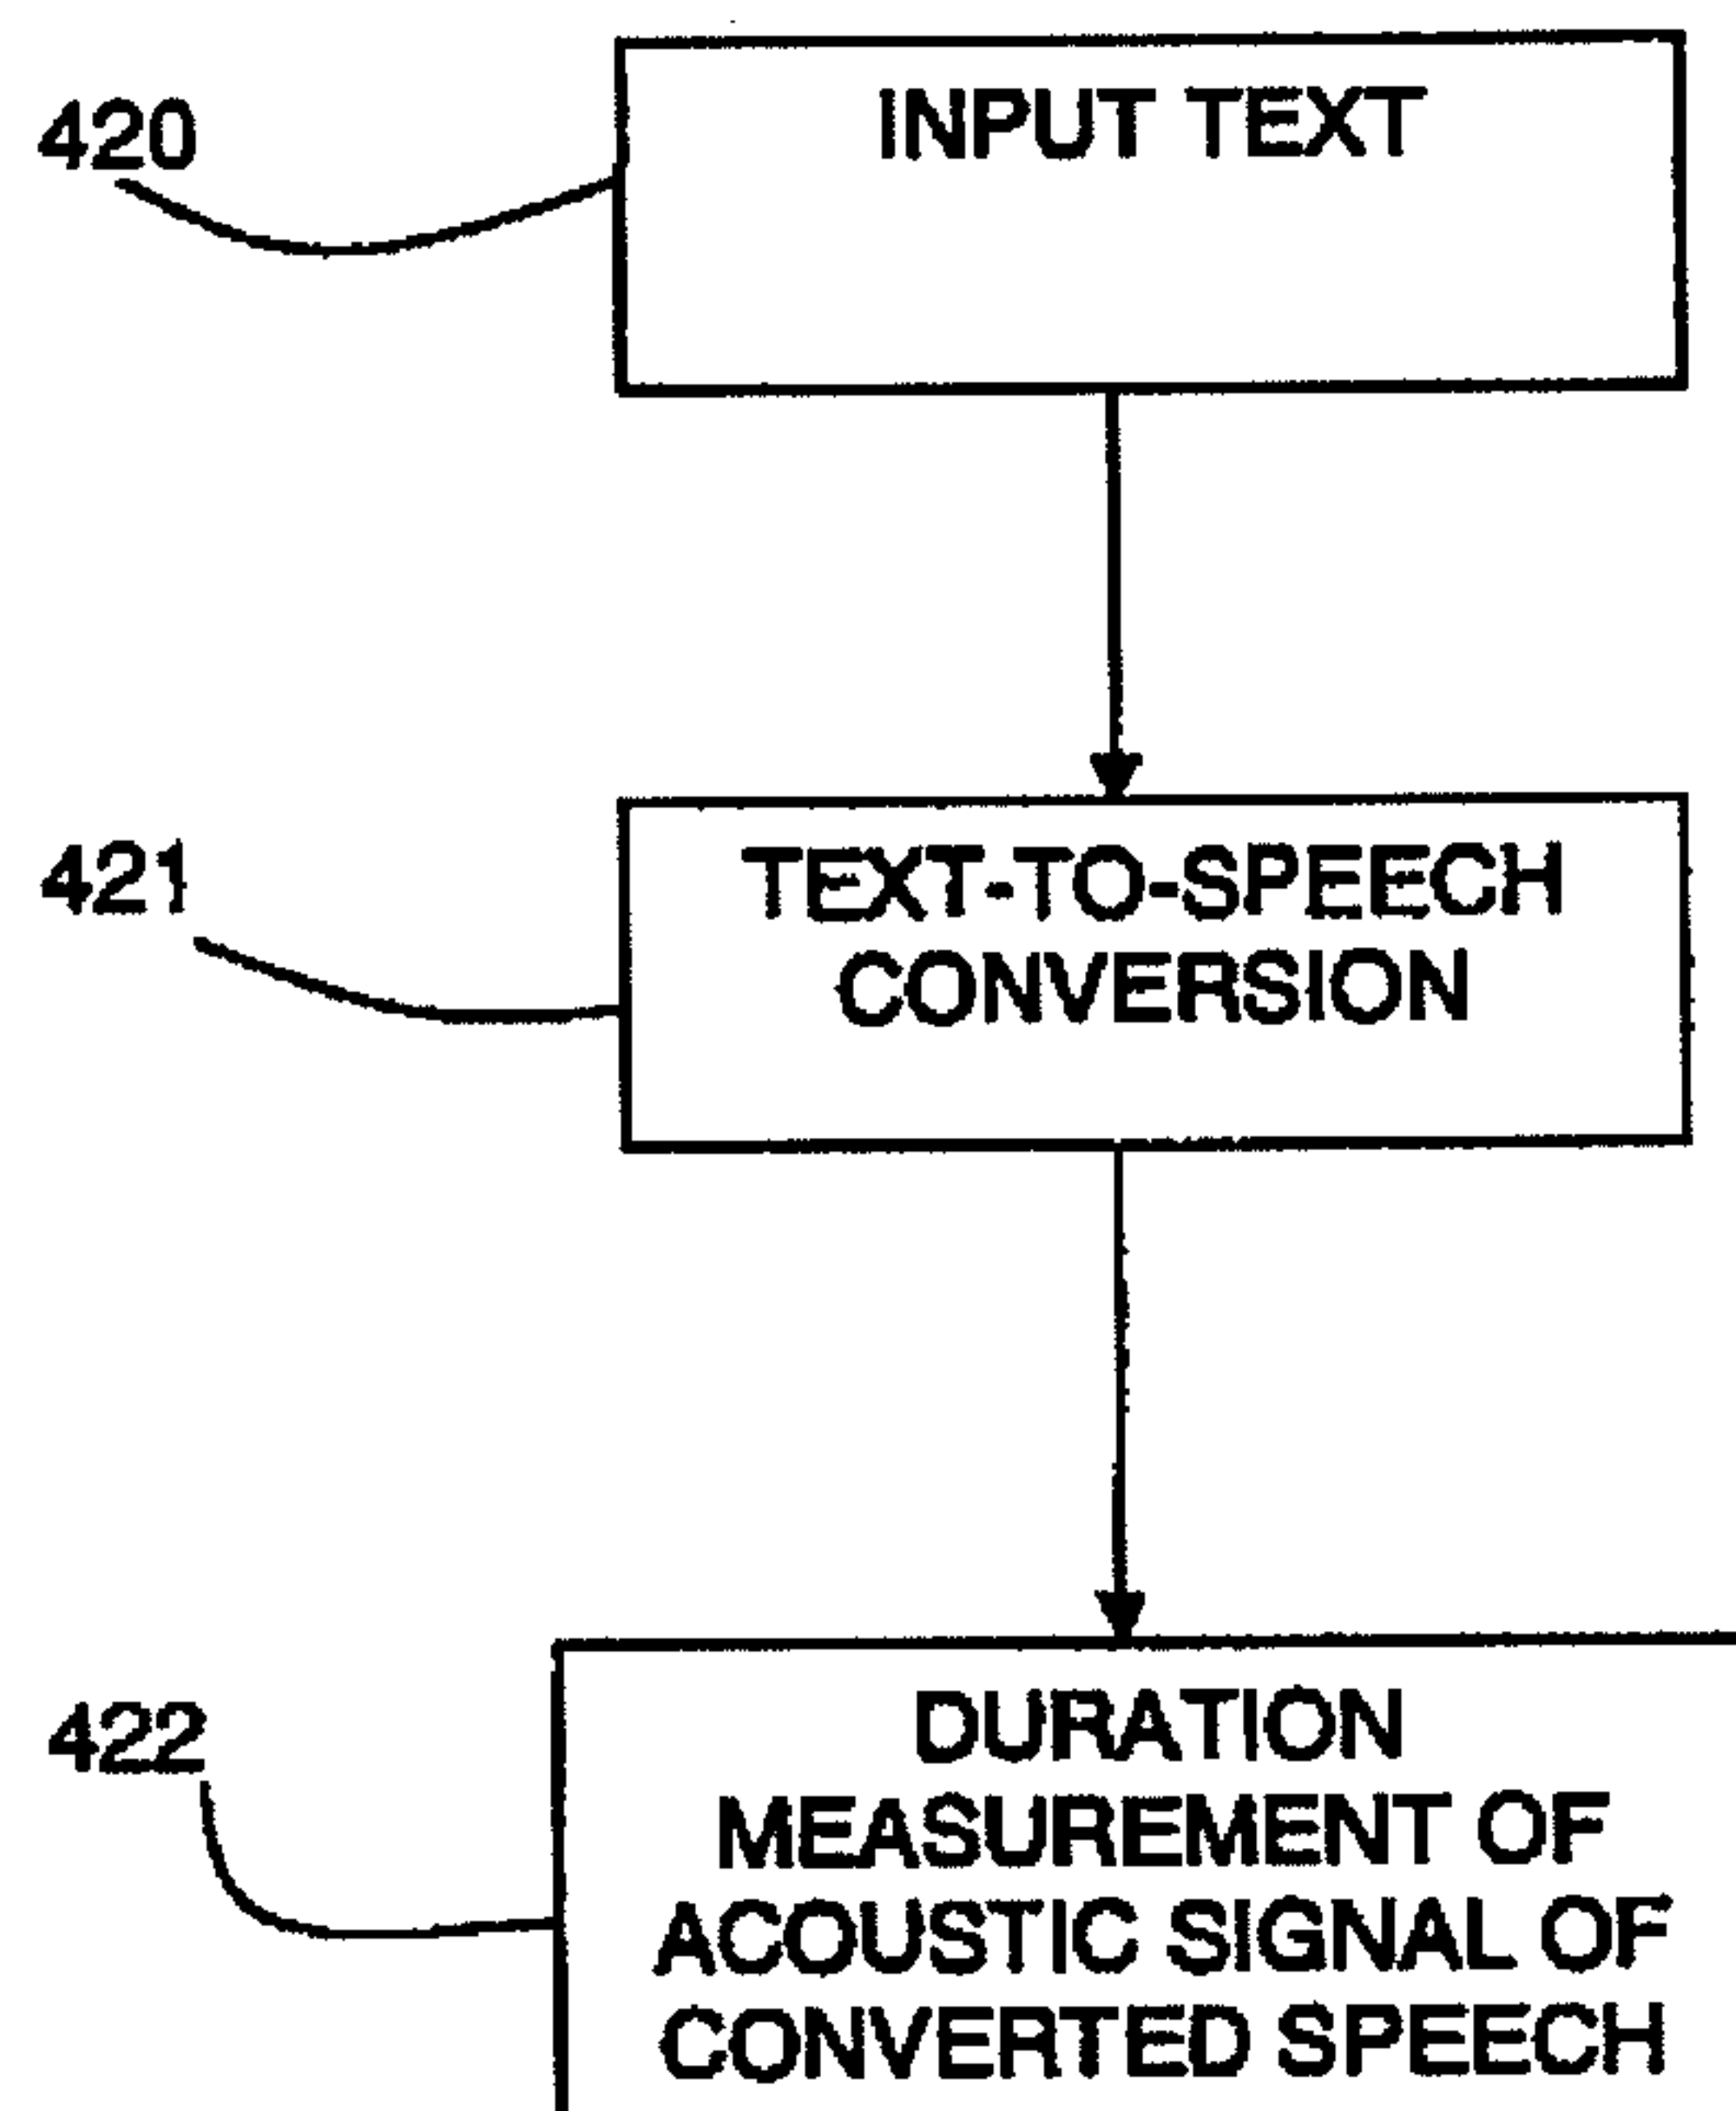 420
INPUT TEXT
421
TEXT-TO-SPEECH
CONVERSION
422
DURATION
MEASUREMENT OF
ACOUSTIC SIGNAL OF
CONVERTED SPEECH